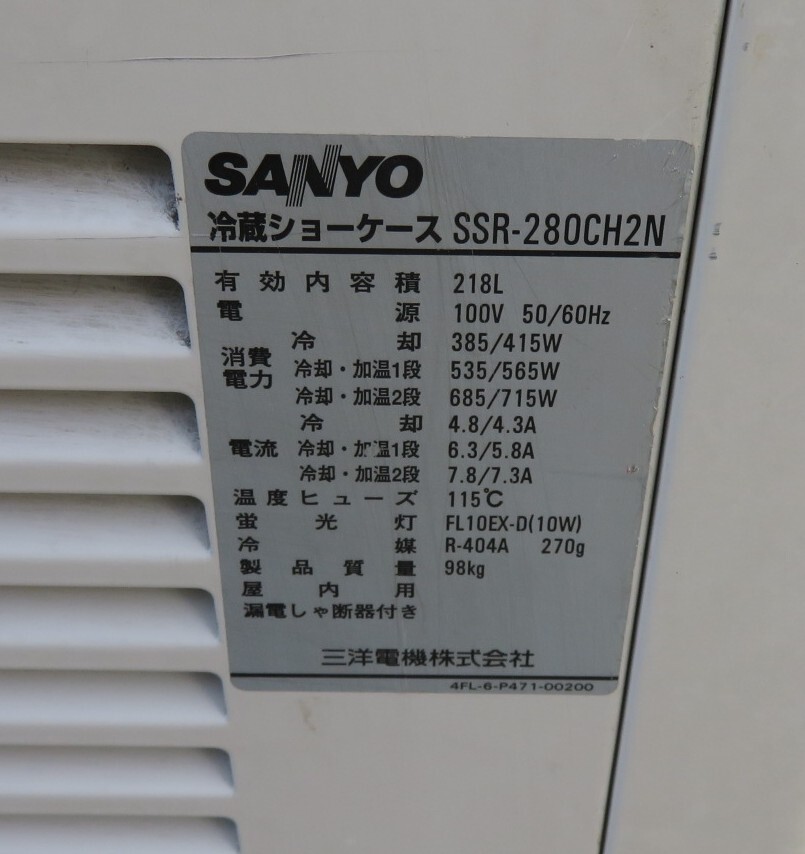 SANYO
冷蔵ショーケース SSR-280CH2N
有効内容積 218L
電源 100V 50/60Hz
消費電力 冷却 385/415W
冷却・加温1段 535/565W
冷却・加温2段 685/715W
電流 冷却 4.8/4.3A
冷却・加温1段 6.3/5.8A
冷却・加温2段 7.8/7.3A
温度ヒューズ 115℃
蛍光灯 FL10EX-D(10W)
冷媒 R-404A 270g
製品質量 98kg
屋内用
漏電しゃ断器付き
三洋電機株式会社
4FL-6-P471-00200